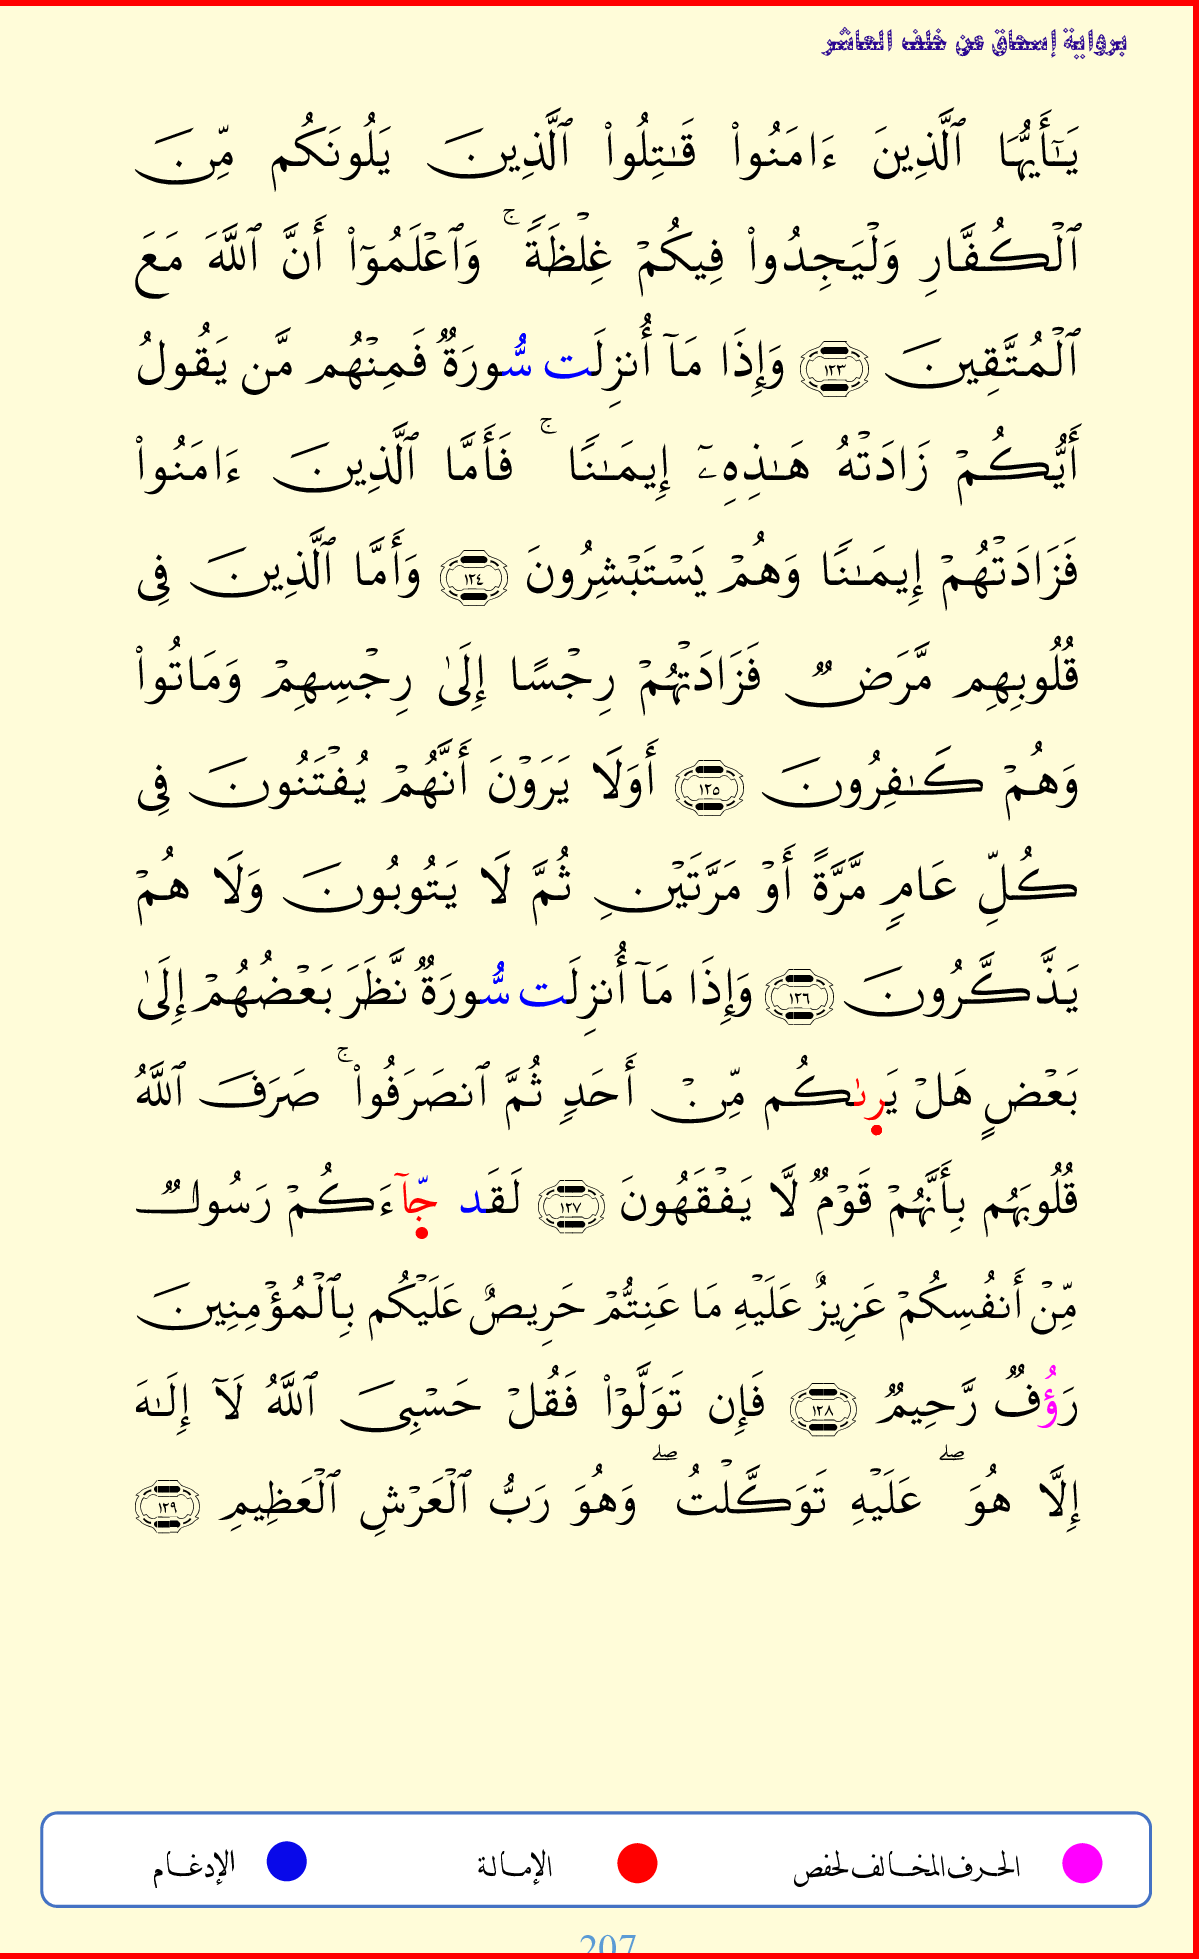 برواية إسحاق عن خلف العاشر
يَـٰٓأَيُّهَا ٱلَّذِينَ ءَامَنُوا۟ قَـٰتِلُوا۟ ٱلَّذِينَ يَلُونَكُم مِّنَ
ٱلْكُفَّارِ وَلْيَجِدُوا۟ فِيكُمْ غِلْظَةً ۚ وَٱعْلَمُوٓا۟ أَنَّ ٱللَّهَ مَعَ
ٱلْمُتَّقِينَ ١٢٣ وَإِذَا مَآ أُنزِلَت سُّورَةٌ فَمِنْهُم مَّن يَقُولُ
أَيُّكُمْ زَادَتْهُ هَـٰذِهِۦٓ إِيمَـٰنًا ۚ فَأَمَّا ٱلَّذِينَ ءَامَنُوا۟
فَزَادَتْهُمْ إِيمَـٰنًا وَهُمْ يَسْتَبْشِرُونَ ١٢٤ وَأَمَّا ٱلَّذِينَ فِى
قُلُوبِهِم مَّرَضٌ فَزَادَتْهُمْ رِجْسًا إِلَىٰ رِجْسِهِمْ وَمَاتُوا۟
وَهُمْ كَـٰفِرُونَ ١٢٥ أَوَلَا يَرَوْنَ أَنَّهُمْ يُفْتَنُونَ فِى
كُلِّ عَامٍ مَّرَّةً أَوْ مَرَّتَيْنِ ثُمَّ لَا يَتُوبُونَ وَلَا هُمْ
يَذَّكَّرُونَ ١٢٦ وَإِذَا مَآ أُنزِلَت سُّورَةٌ نَّظَرَ بَعْضُهُمْ إِلَىٰ
بَعْضٍ هَلْ يَرِىٰكُم مِّنْ أَحَدٍ ثُمَّ ٱنصَرَفُوا۟ ۚ صَرَفَ ٱللَّهُ
قُلُوبَهُم بِأَنَّهُمْ قَوْمٌ لَّا يَفْقَهُونَ ١٢٧ لَقَد جَّآءَكُمْ رَسُولٌ
مِّنْ أَنفُسِكُمْ عَزِيزٌ عَلَيْهِ مَا عَنِتُّمْ حَرِيصٌ عَلَيْكُم بِٱلْمُؤْمِنِينَ
رَؤُفٌ رَّحِيمٌ ١٢٨ فَإِن تَوَلَّوْا۟ فَقُلْ حَسْبِىَ ٱللَّهُ لَآ إِلَـٰهَ
إِلَّا هُوَ ۖ عَلَيْهِ تَوَكَّلْتُ ۖ وَهُوَ رَبُّ ٱلْعَرْشِ ٱلْعَظِيمِ ١٢٩
الحرف المخالف لحفص الإمالة الإدغام
207